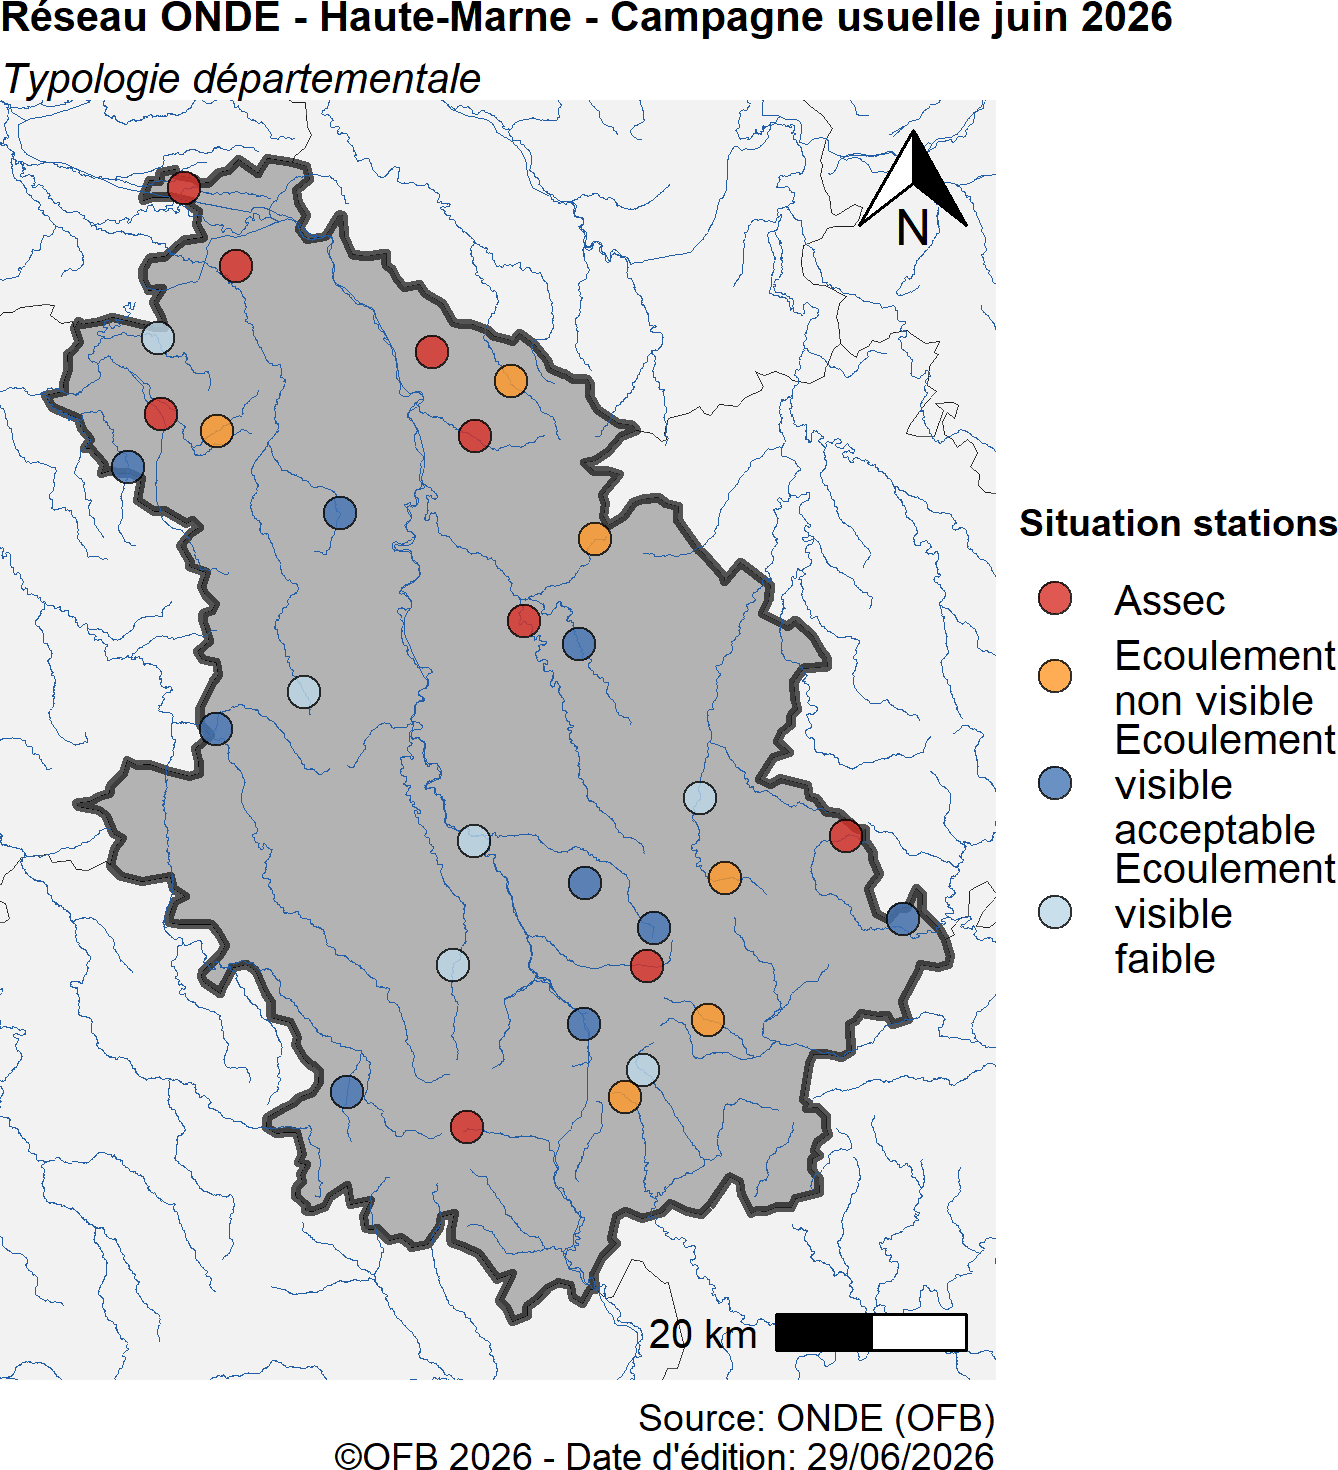 Réseau ONDE - Haute-Marne - Campagne usuelle juin 2026
Typologie départementale
N
Situation stations
Assec
Ecoulement
non visible
Ecoulement
visible
acceptable
Ecoulement
visible
faible
20 km
Source: ONDE (OFB)
©OFB 2026 - Date d'édition: 29/06/2026